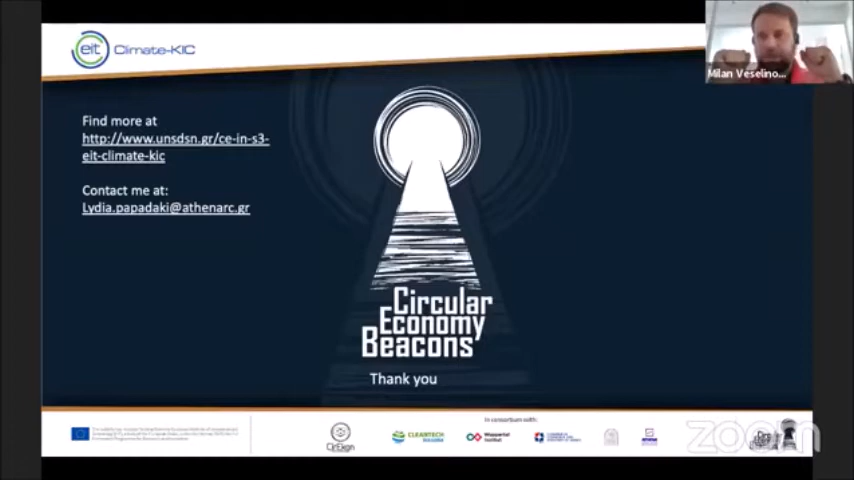 eit Climate-KIC
Milan Veselino...
Find more at
http://www.unsdsn.gr/ce-in-s3-
eit-climate-kic
Contact me at:
Lydia.papadaki@athenarc.gr
Circular
Economy
Beacons
Thank you
In consortium with:
CirEkon
CLEANTECH
Wuppertal
Institut
zoom